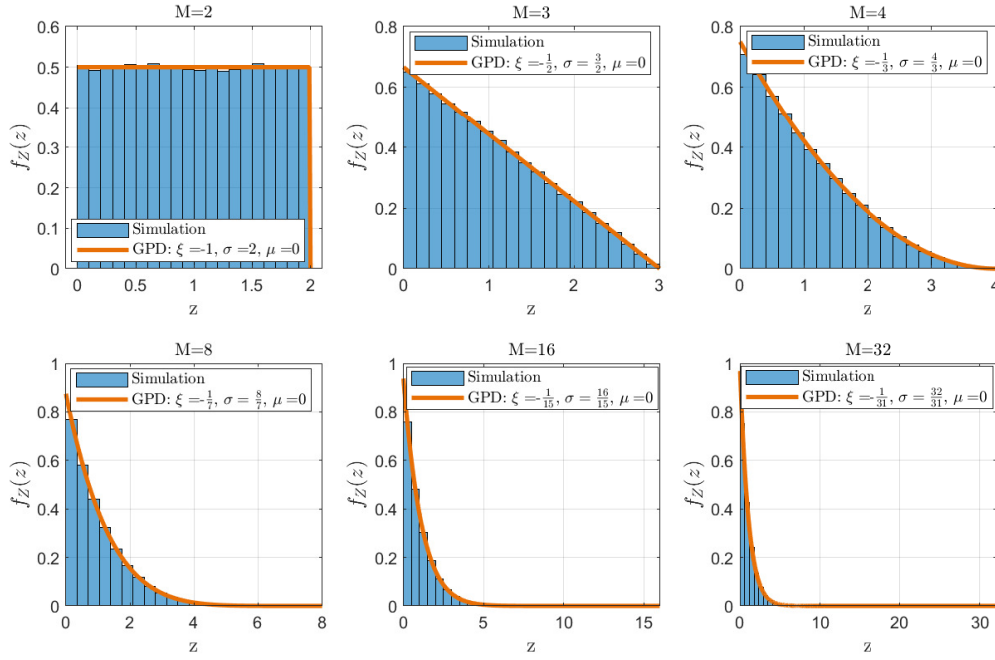 M=2
0.6
0.5
0.4
0.3
0.2
0.1
0
f_Z(z)
Simulation
GPD: ξ =-1, σ =2, μ =0
0 0.5 1 1.5 2
z
M=3
0.8
0.6
0.4
0.2
0
f_Z(z)
Simulation
GPD: ξ =-1/2, σ = 3/2, μ =0
0 1 2 3
z
M=4
0.8
0.6
0.4
0.2
0
f_Z(z)
Simulation
GPD: ξ =-1/3, σ = 4/3, μ =0
0 1 2 3 4
z
M=8
1
0.8
0.6
0.4
0.2
0
f_Z(z)
Simulation
GPD: ξ =-1/7, σ = 8/7, μ =0
0 2 4 6 8
z
M=16
1
0.8
0.6
0.4
0.2
0
f_Z(z)
Simulation
GPD: ξ =-1/15, σ = 16/15, μ =0
0 5 10 15
z
M=32
1
0.8
0.6
0.4
0.2
0
f_Z(z)
Simulation
GPD: ξ =-1/31, σ = 32/31, μ =0
0 10 20 30
z